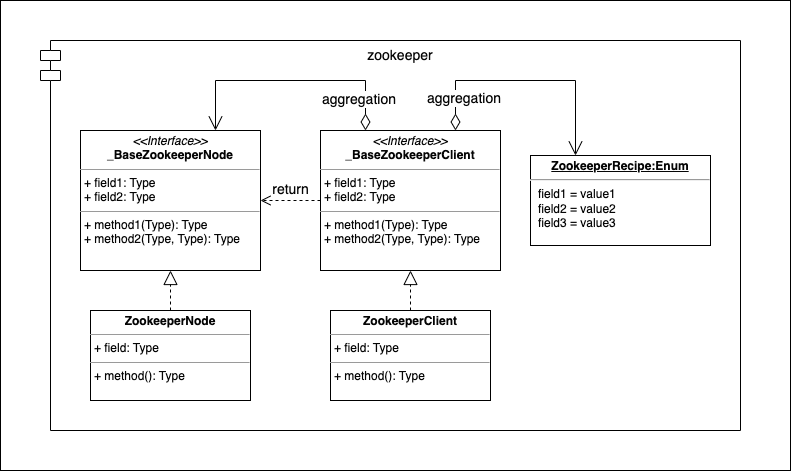 zookeeper
aggregation
aggregation
<<Interface>>
_BaseZookeeperNode
+ field1: Type
+ field2: Type
+ method1(Type): Type
+ method2(Type, Type): Type
return
<<Interface>>
_BaseZookeeperClient
+ field1: Type
+ field2: Type
+ method1(Type): Type
+ method2(Type, Type): Type
ZookeeperRecipe:Enum
field1 = value1
field2 = value2
field3 = value3
ZookeeperNode
+ field: Type
+ method(): Type
ZookeeperClient
+ field: Type
+ method(): Type